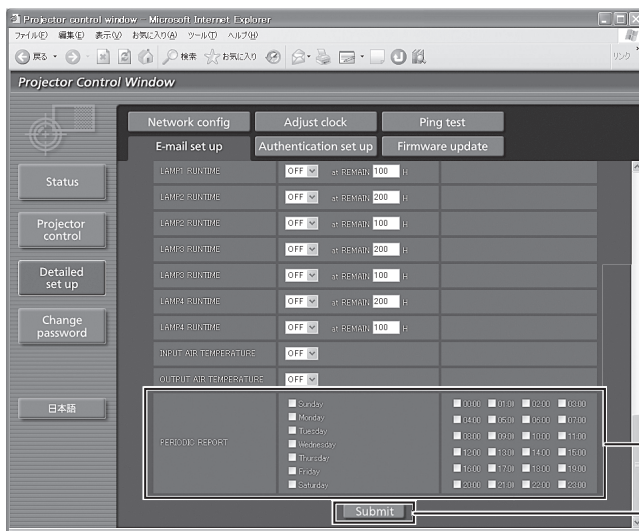 Projector control window - Microsoft Internet Explorer
ファイル(F) 編集(E) 表示(V) お気に入り(A) ツール(T) ヘルプ(H)
戻る 検索 お気に入り リンク
Projector Control Window
Network config Adjust clock Ping test
E-mail set up Authentication set up Firmware update
Status
Projector control
Detailed set up
Change password
日本語
LAMP1 RUNTIME OFF at REMAIN 100 H
LAMP2 RUNTIME OFF at REMAIN 200 H
LAMP2 RUNTIME OFF at REMAIN 100 H
LAMP3 RUNTIME OFF at REMAIN 200 H
LAMP3 RUNTIME OFF at REMAIN 100 H
LAMP4 RUNTIME OFF at REMAIN 200 H
LAMP4 RUNTIME OFF at REMAIN 100 H
INPUT AIR TEMPERATURE OFF
OUTPUT AIR TEMPERATURE OFF
PERIODIC REPORT
Sunday
Monday
Tuesday
Wednesday
Thursday
Friday
Saturday
00:00 01:00 02:00 03:00
04:00 05:00 06:00 07:00
08:00 09:00 10:00 11:00
12:00 13:00 14:00 15:00
16:00 17:00 18:00 19:00
20:00 21:00 22:00 23:00
Submit